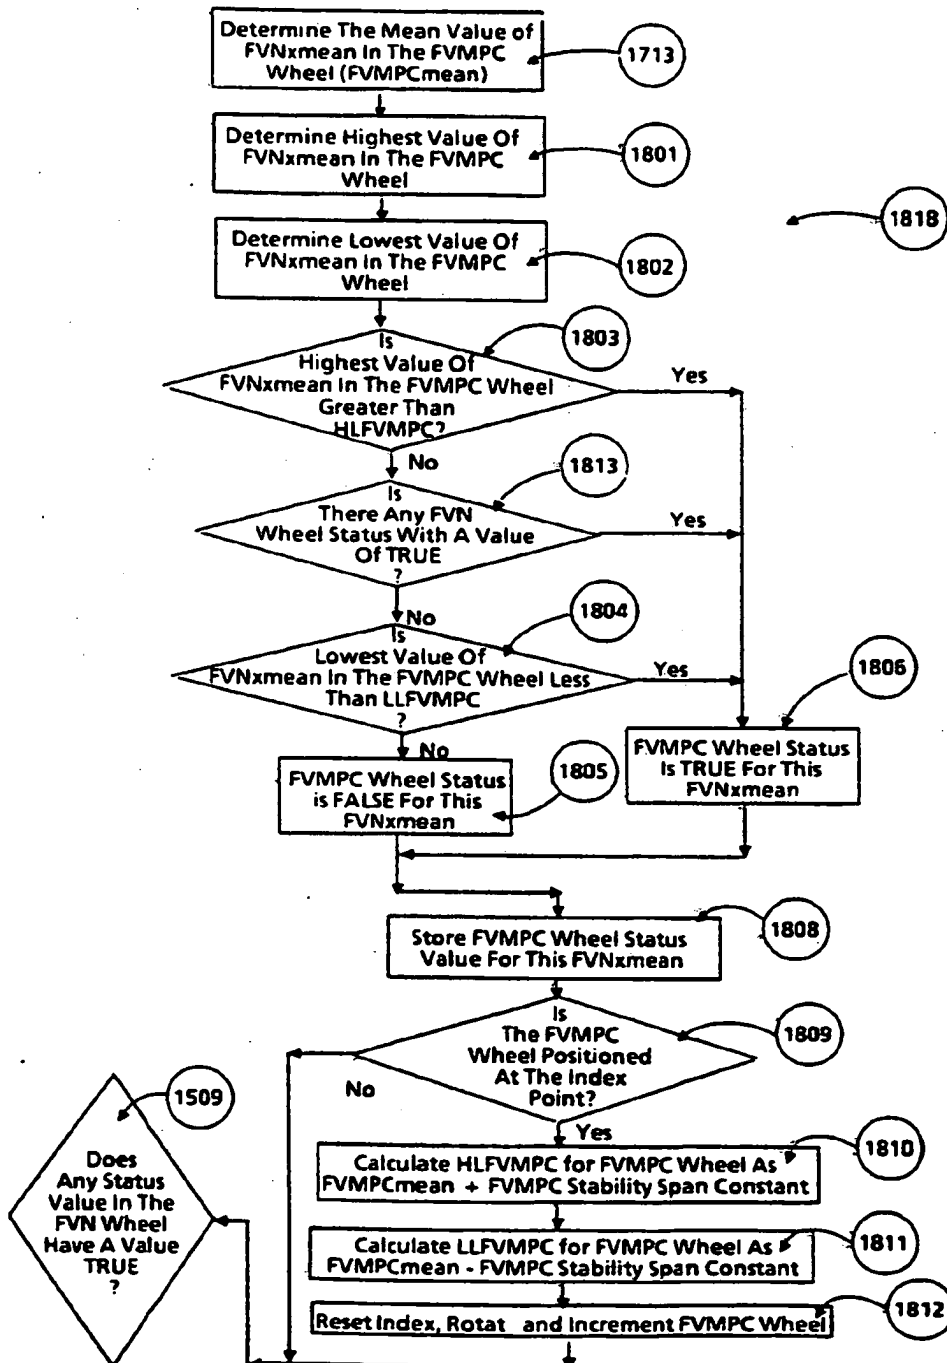 Determine The Mean Value of
FVNxmean In The FVMPC
Wheel (FVMPCmean)
1713
Determine Highest Value Of
FVNxmean In The FVMPC
Wheel
1801
1818
Determine Lowest Value Of
FVNxmean In The FVMPC
Wheel
1802
Is
Highest Value Of
FVNxmean In The FVMPC Wheel
Greater Than
HLFVMPC?
1803
Yes
No
Is
There Any FVN
Wheel Status With A Value
Of TRUE
?
1813
Yes
No
Is
Lowest Value Of
FVNxmean In The FVMPC Wheel Less
Than LLFVMPC
?
1804
Yes
No
1806
FVMPC Wheel Status
Is TRUE For This
FVNxmean
FVMPC Wheel Status
is FALSE For This
FVNxmean
1805
Store FVMPC Wheel Status
Value For This FVNxmean
1808
Is
The FVMPC
Wheel Positioned
At The Index
Point?
1809
No
Yes
1509
Does
Any Status
Value In The
FVN Wheel
Have A Value
TRUE
?
Calculate HLFVMPC for FVMPC Wheel As
FVMPCmean + FVMPC Stability Span Constant
1810
Calculate LLFVMPC for FVMPC Wheel As
FVMPCmean - FVMPC Stability Span Constant
1811
Reset Index, Rotat and Increment FVMPC Wheel
1812